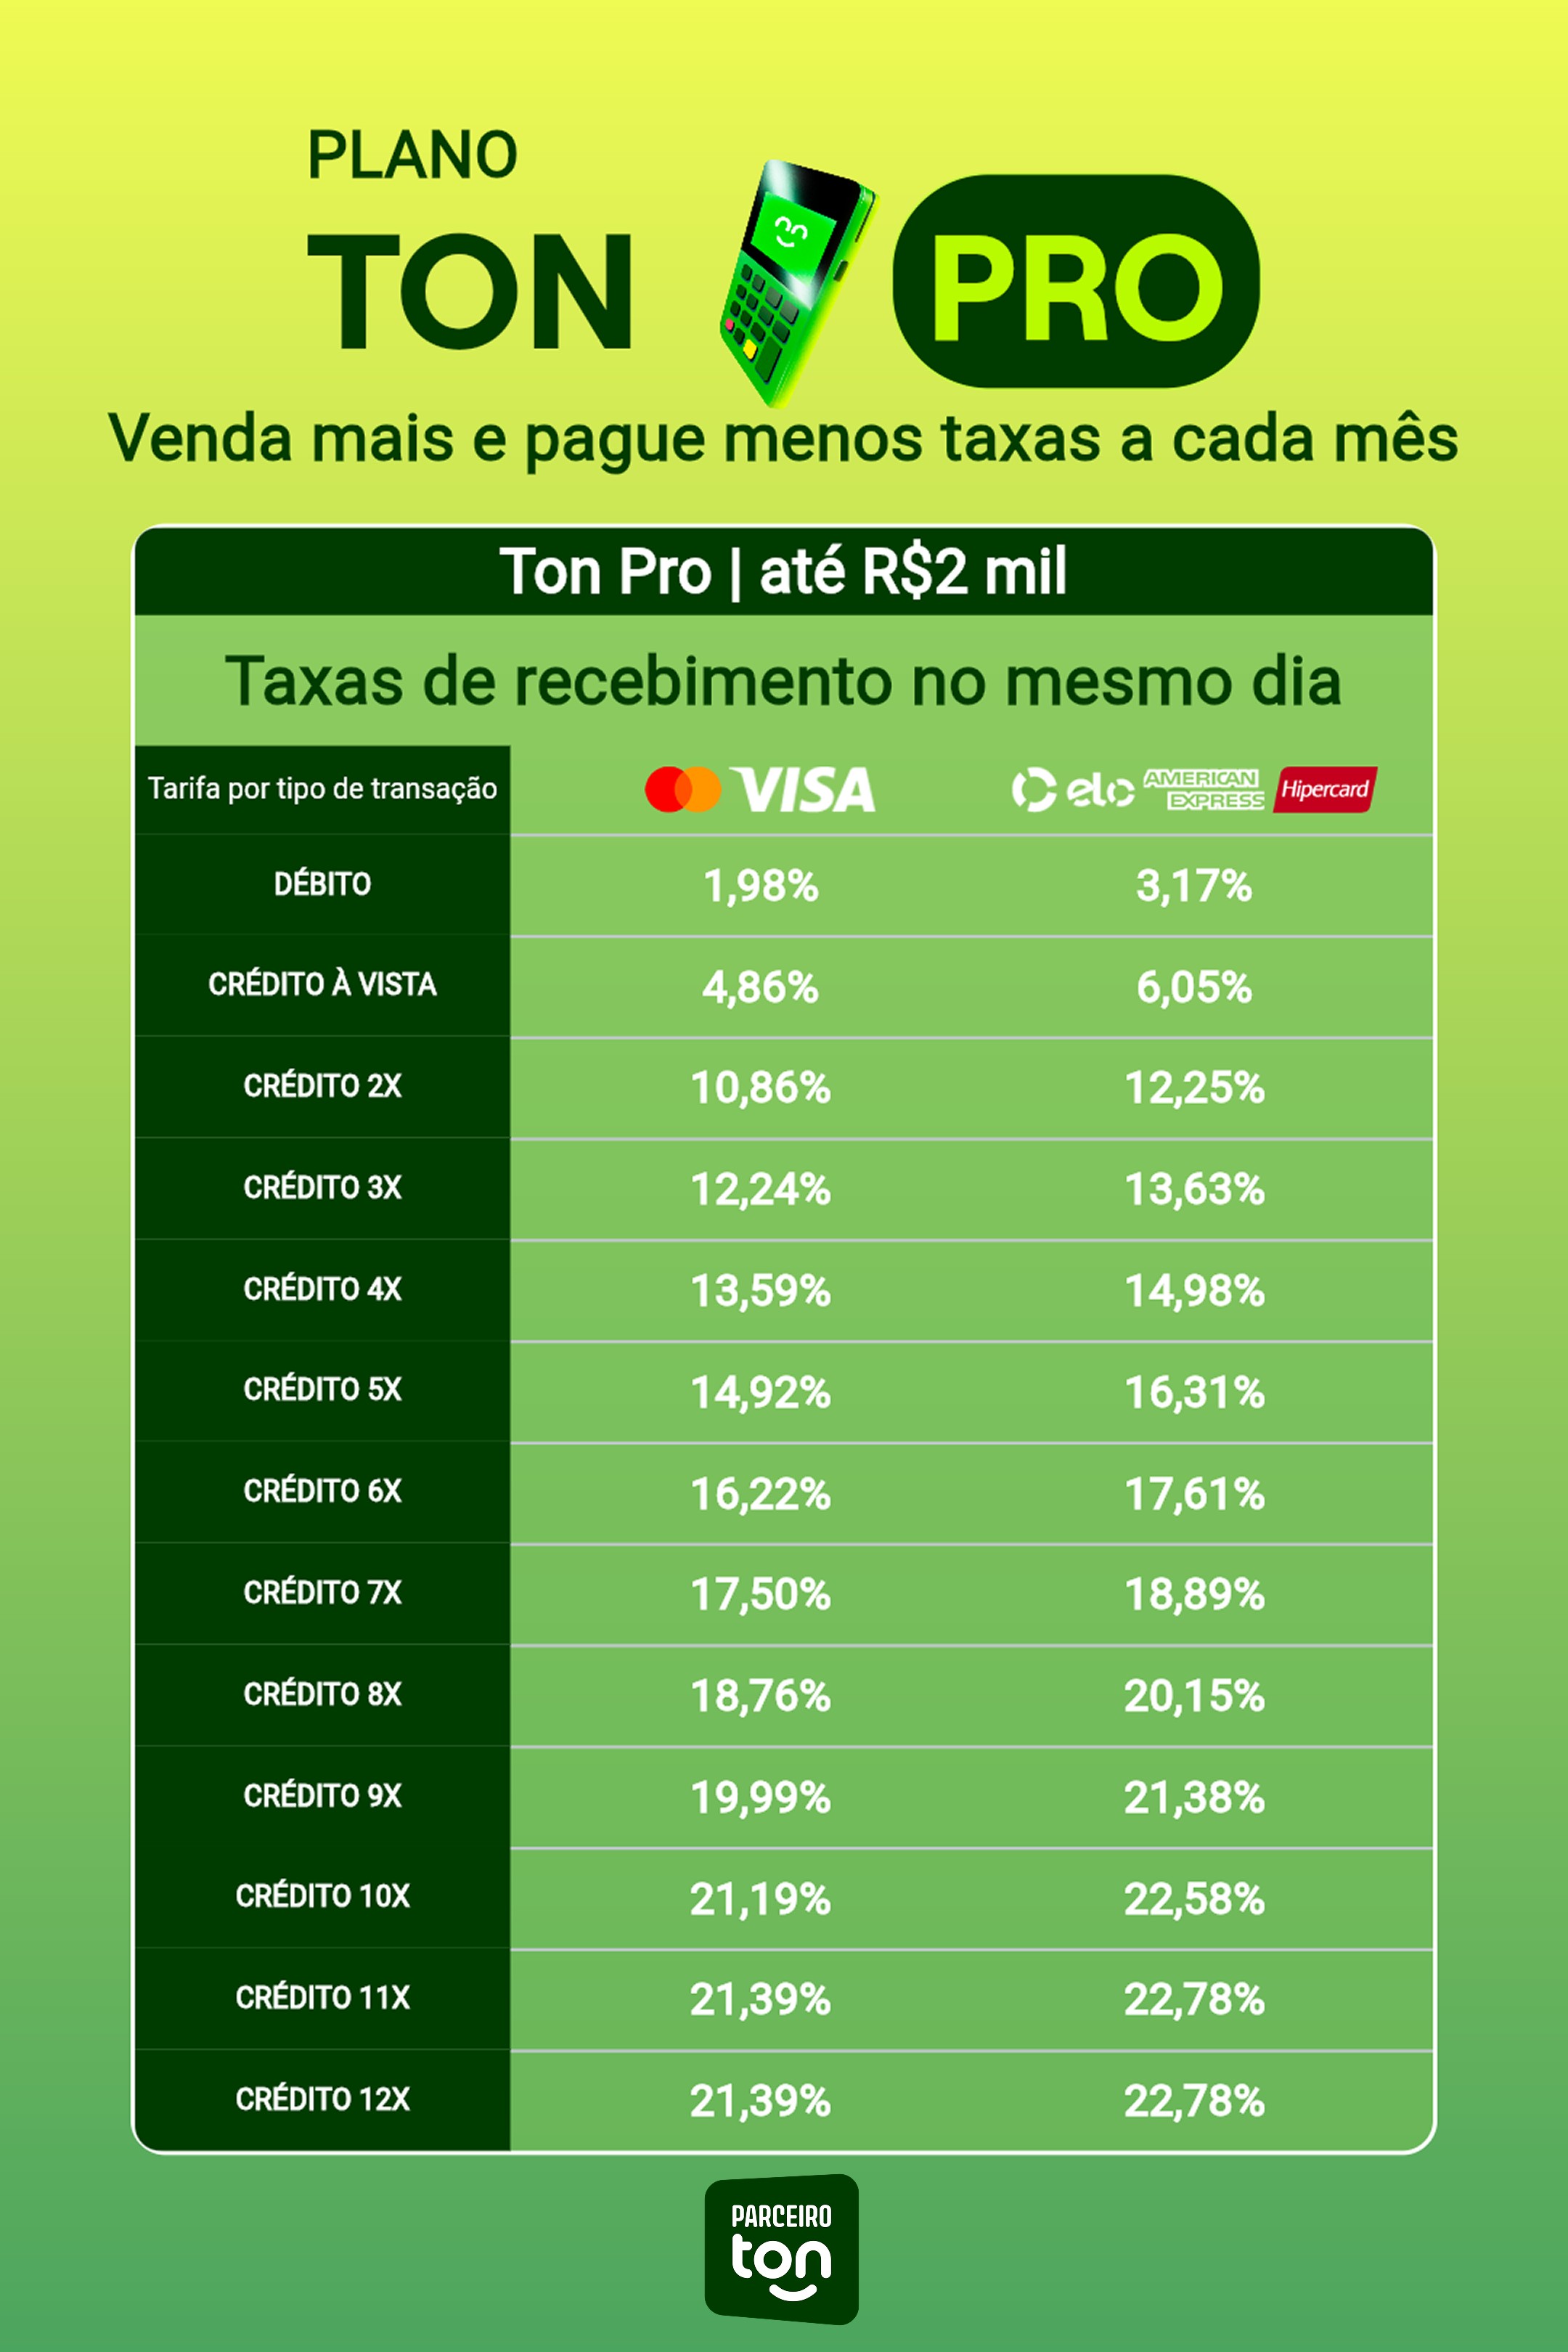 PLANO
TON PRO
Venda mais e pague menos taxas a cada mês
Ton Pro | até R$2 mil
Taxas de recebimento no mesmo dia
Tarifa por tipo de transação VISA elo AMERICAN EXPRESS Hipercard
DÉBITO 1,98% 3,17%
CRÉDITO À VISTA 4,86% 6,05%
CRÉDITO 2X 10,86% 12,25%
CRÉDITO 3X 12,24% 13,63%
CRÉDITO 4X 13,59% 14,98%
CRÉDITO 5X 14,92% 16,31%
CRÉDITO 6X 16,22% 17,61%
CRÉDITO 7X 17,50% 18,89%
CRÉDITO 8X 18,76% 20,15%
CRÉDITO 9X 19,99% 21,38%
CRÉDITO 10X 21,19% 22,58%
CRÉDITO 11X 21,39% 22,78%
CRÉDITO 12X 21,39% 22,78%
PARCEIRO
ton